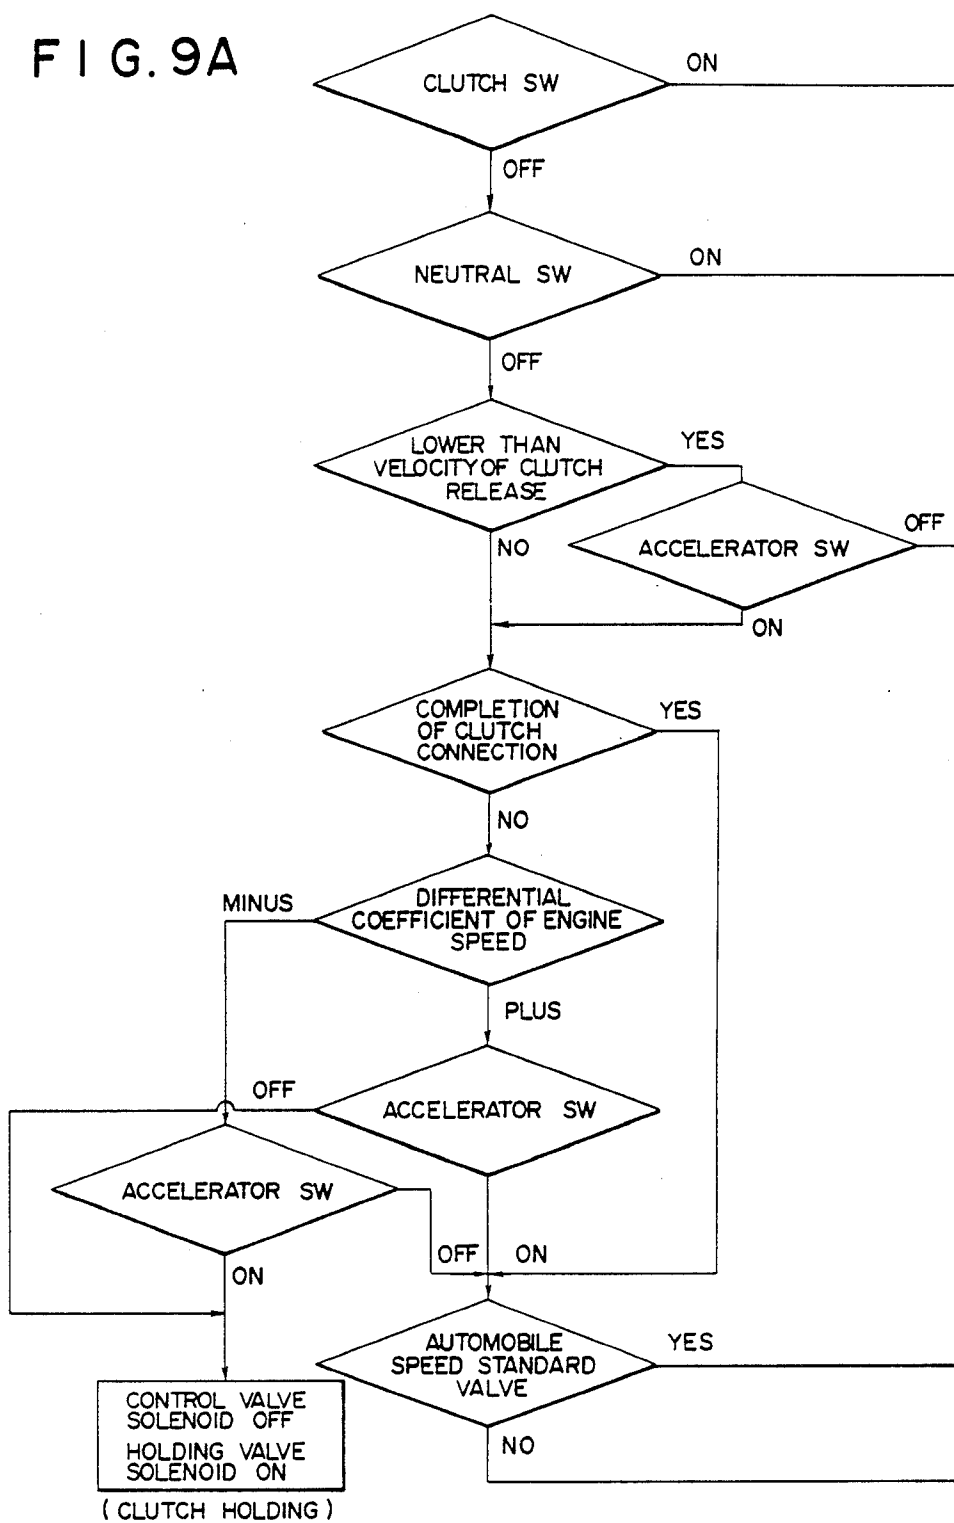 FIG. 9A
CLUTCH SW
ON
OFF
NEUTRAL SW
ON
OFF
LOWER THAN
VELOCITY OF CLUTCH
RELEASE
YES
NO
ACCELERATOR SW
OFF
ON
COMPLETION
OF CLUTCH
CONNECTION
YES
NO
DIFFERENTIAL
COEFFICIENT OF ENGINE
SPEED
MINUS
PLUS
OFF
ACCELERATOR SW
ACCELERATOR SW
OFF
ON
ON
AUTOMOBILE
SPEED STANDARD
VALVE
YES
NO
CONTROL VALVE
SOLENOID OFF
HOLDING VALVE
SOLENOID ON
(CLUTCH HOLDING)